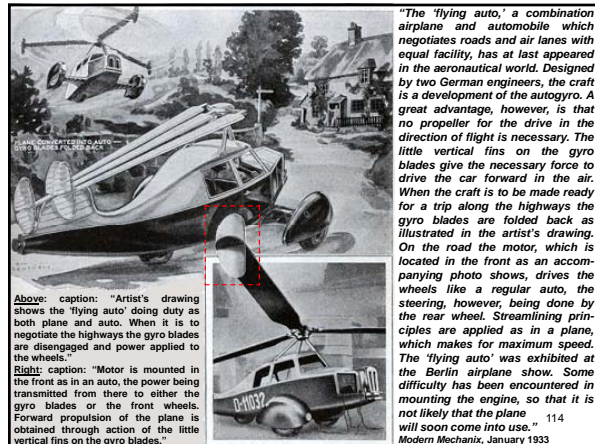 PLANE CONVERTED INTO AUTO —
GYRO BLADES FOLDED BACK
Above: caption: "Artist's drawing
shows the 'flying auto' doing duty as
both plane and auto. When it is to
negotiate the highways the gyro blades
are disengaged and power applied to
the wheels."
Right: caption: "Motor is mounted in
the front as in an auto, the power being
transmitted from there to either the
gyro blades or the front wheels.
Forward propulsion of the plane is
obtained through action of the little
vertical fins on the gyro blades."
D-M032
"The 'flying auto,' a combination
airplane and automobile which
negotiates roads and air lanes with
equal facility, has at last appeared
in the aeronautical world. Designed
by two German engineers, the craft
is a development of the autogyro. A
great advantage, however, is that
no propeller for the drive in the
direction of flight is necessary. The
little vertical fins on the gyro
blades give the necessary force to
drive the car forward in the air.
When the craft is to be made ready
for a trip along the highways the
gyro blades are folded back as
illustrated in the artist's drawing.
On the road the motor, which is
located in the front as an accom-
panying photo shows, drives the
wheels like a regular auto, the
steering, however, being done by
the rear wheel. Streamlining prin-
ciples are applied as in a plane,
which makes for maximum speed.
The 'flying auto' was exhibited at
the Berlin airplane show. Some
difficulty has been encountered in
mounting the engine, so that it is
not likely that the plane
will soon come into use."
Modern Mechanix, January 1933
114